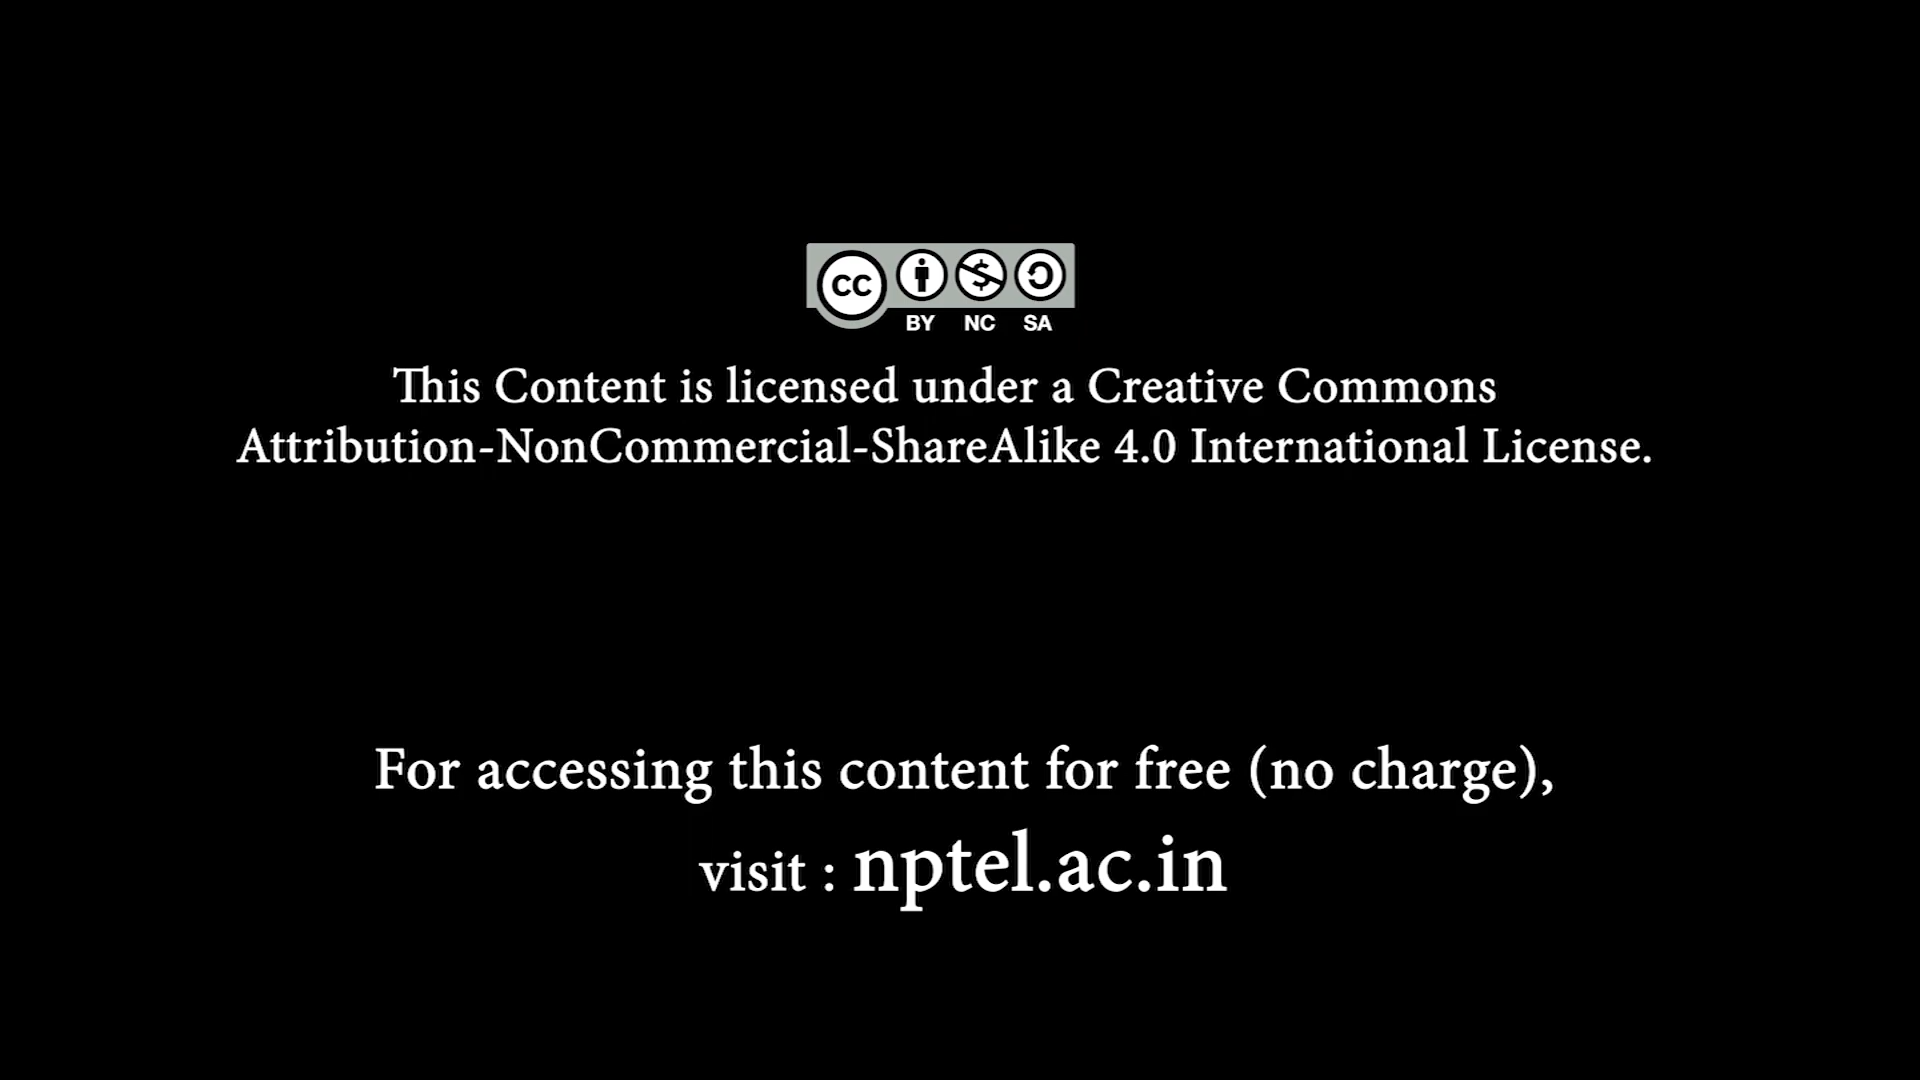 CC BY NC SA
This Content is licensed under a Creative Commons
Attribution-NonCommercial-ShareAlike 4.0 International License.
For accessing this content for free (no charge),
visit : nptel.ac.in